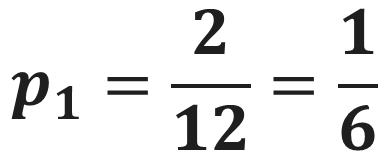 p₁ = 2/12 = 1/6